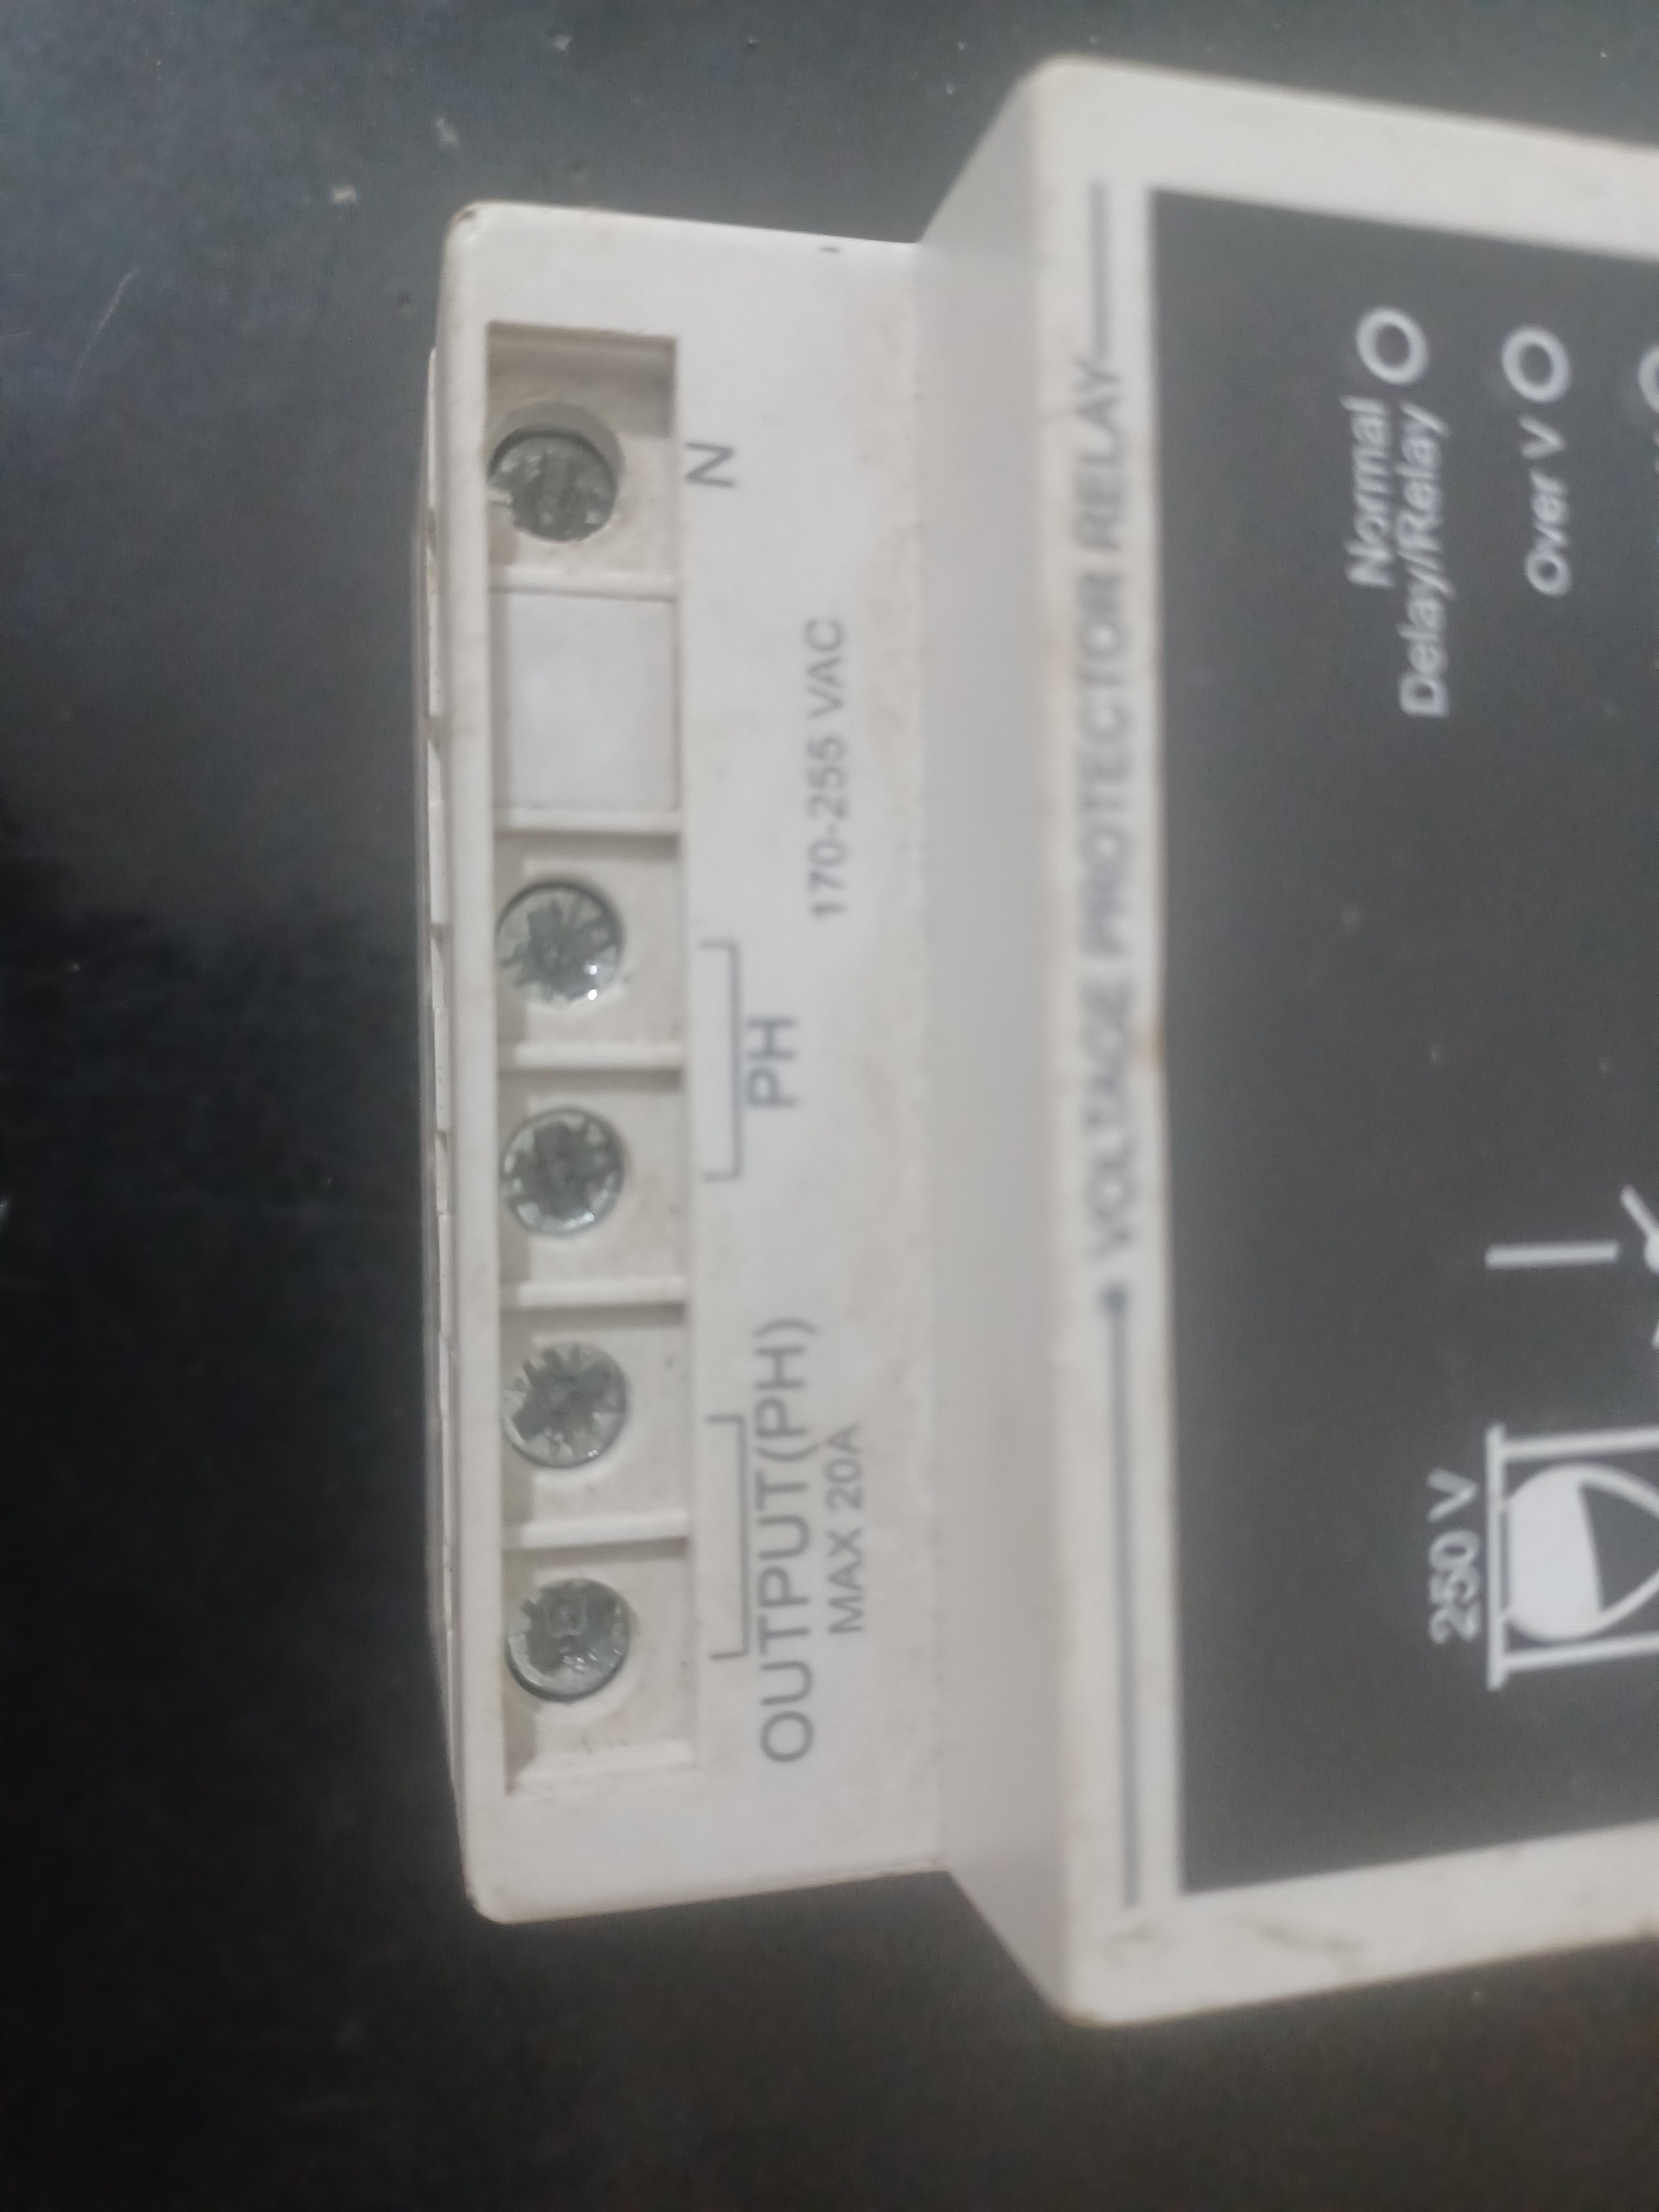 OUTPUT(PH)
MAX 20A
PH
N
170-255 VAC
VOLTAGE PROTECTOR RELAY
250 V
Normal
Delay/Relay
Over V